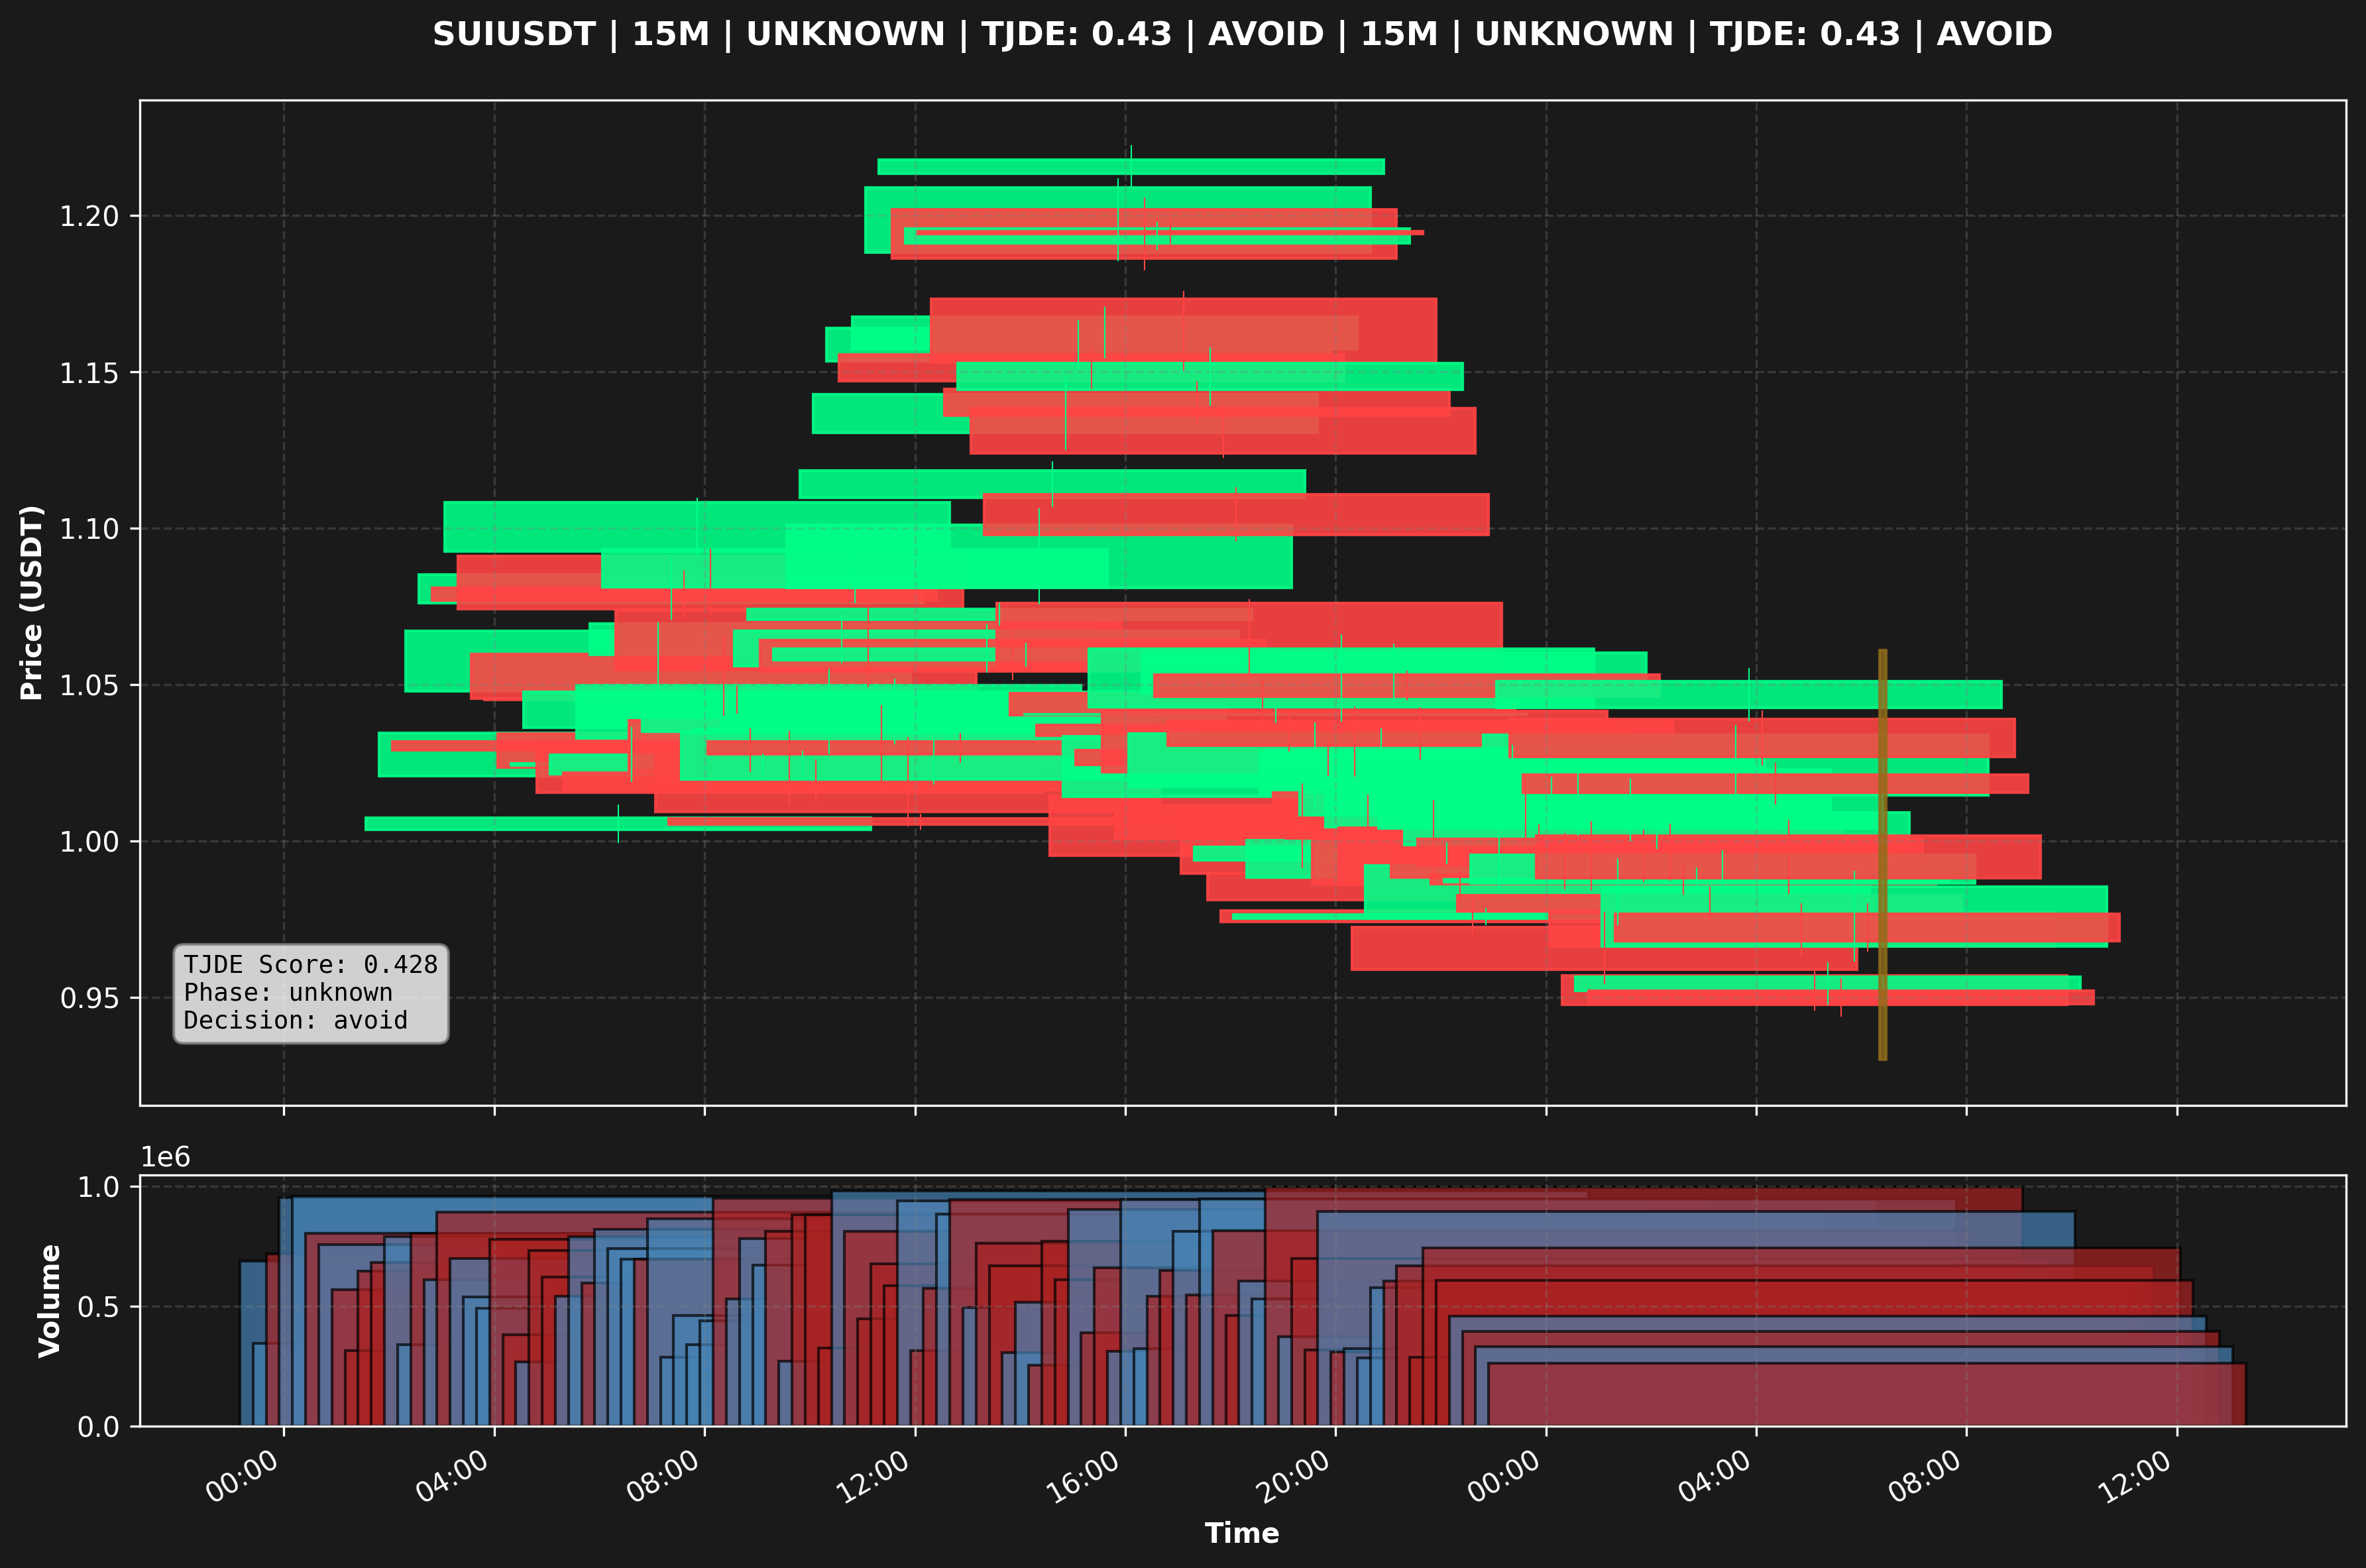 SUIUSDT | 15M | UNKNOWN | TJDE: 0.43 | AVOID | 15M | UNKNOWN | TJDE: 0.43 | AVOID
Price (USDT)
1.20
1.15
1.10
1.05
1.00
0.95
TJDE Score: 0.428
Phase: unknown
Decision: avoid
1e6
Volume
1.0
0.5
0.0
00:00 04:00 08:00 12:00 16:00 20:00 00:00 04:00 08:00 12:00
Time